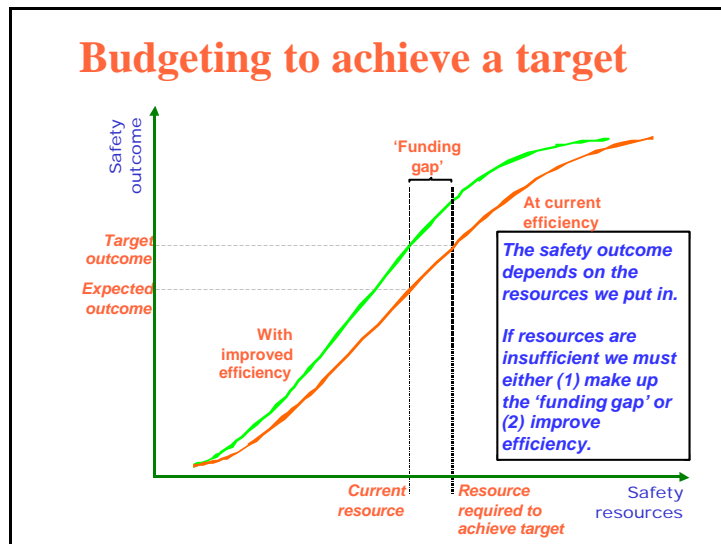 Budgeting to achieve a target
Safety
outcome
‘Funding
gap’
At current
efficiency
Target
outcome
Expected
outcome
With
improved
efficiency
The safety outcome
depends on the
resources we put in.
If resources are
insufficient we must
either (1) make up
the ‘funding gap’ or
(2) improve
efficiency.
Current
resource
Resource
required to
achieve target
Safety
resources